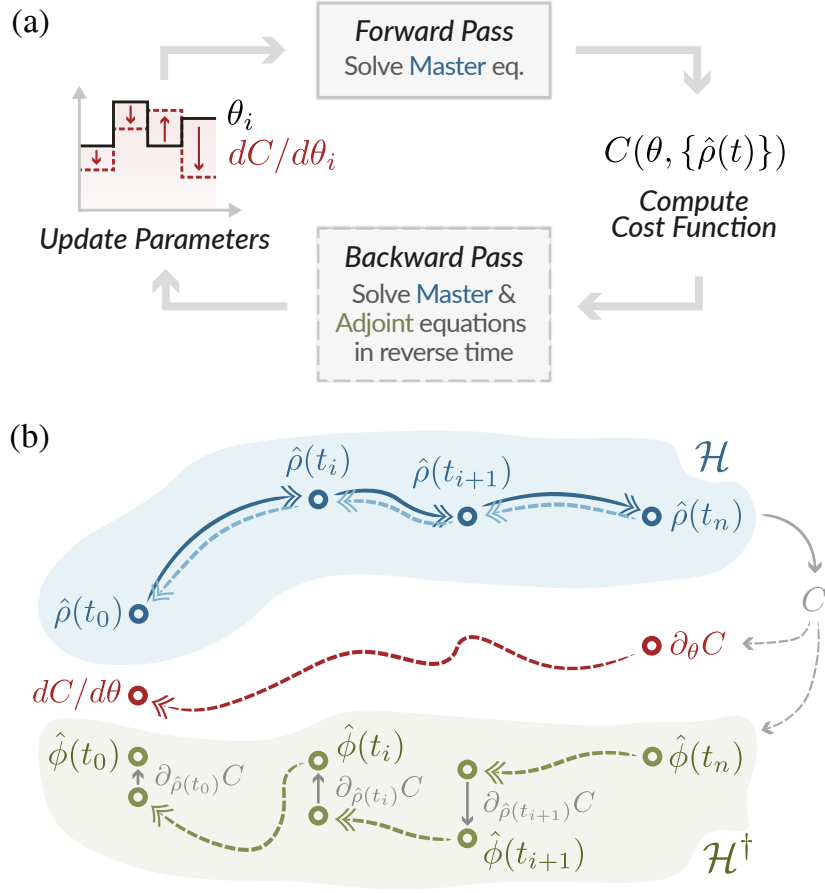 (a)
Forward Pass
Solve Master eq.
θ_i
dC/dθ_i
Update Parameters
C(θ, {ρ̂(t)})
Compute
Cost Function
Backward Pass
Solve Master &
Adjoint equations
in reverse time
(b)
ℋ
ρ̂(t_i)
ρ̂(t_{i+1})
ρ̂(t_n)
ρ̂(t_0)
C
∂_θ C
dC/dθ
ϕ̂(t_0)
ϕ̂(t_i)
ϕ̂(t_n)
∂_{ρ̂(t_0)} C
∂_{ρ̂(t_i)} C
∂_{ρ̂(t_{i+1})} C
ϕ̂(t_{i+1})
ℋ†